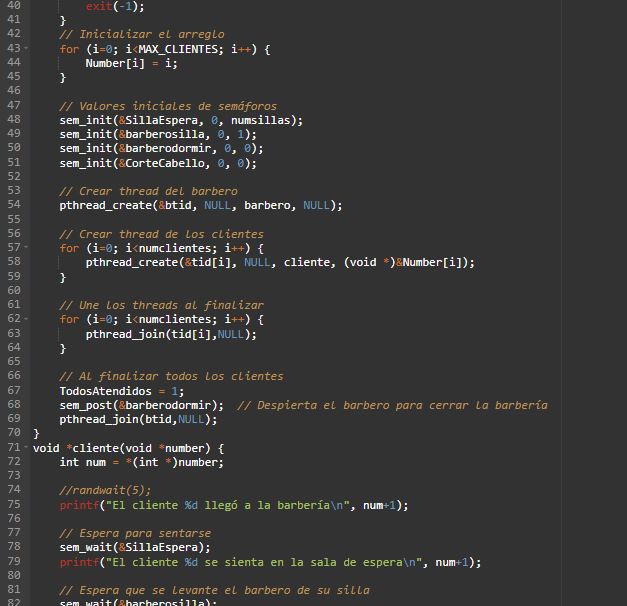 40 exit(-1);
41 }
42 // Inicializar el arreglo
43 for (i=0; i<MAX_CLIENTES; i++) {
44 Number[i] = i;
45 }
46
47 // Valores iniciales de semáforos
48 sem_init(&SillaEspera, 0, numsillas);
49 sem_init(&barberosilla, 0, 1);
50 sem_init(&barberodormir, 0, 0);
51 sem_init(&CorteCabello, 0, 0);
52
53 // Crear thread del barbero
54 pthread_create(&btid, NULL, barbero, NULL);
55
56 // Crear thread de los clientes
57 for (i=0; i<numclientes; i++) {
58 pthread_create(&tid[i], NULL, cliente, (void *)&Number[i]);
59 }
60
61 // Une los threads al finalizar
62 for (i=0; i<numclientes; i++) {
63 pthread_join(tid[i],NULL);
64 }
65
66 // Al finalizar todos los clientes
67 TodosAtendidos = 1;
68 sem_post(&barberodormir); // Despierta el barbero para cerrar la barbería
69 pthread_join(btid,NULL);
70 }
71 void *cliente(void *number) {
72 int num = *(int *)number;
73
74 //randwait(5);
75 printf("El cliente %d llegó a la barbería\n", num+1);
76
77 // Espera para sentarse
78 sem_wait(&SillaEspera);
79 printf("El cliente %d se sienta en la sala de espera\n", num+1);
80
81 // Espera que se levante el barbero de su silla
82 sem_wait(&barberosilla);